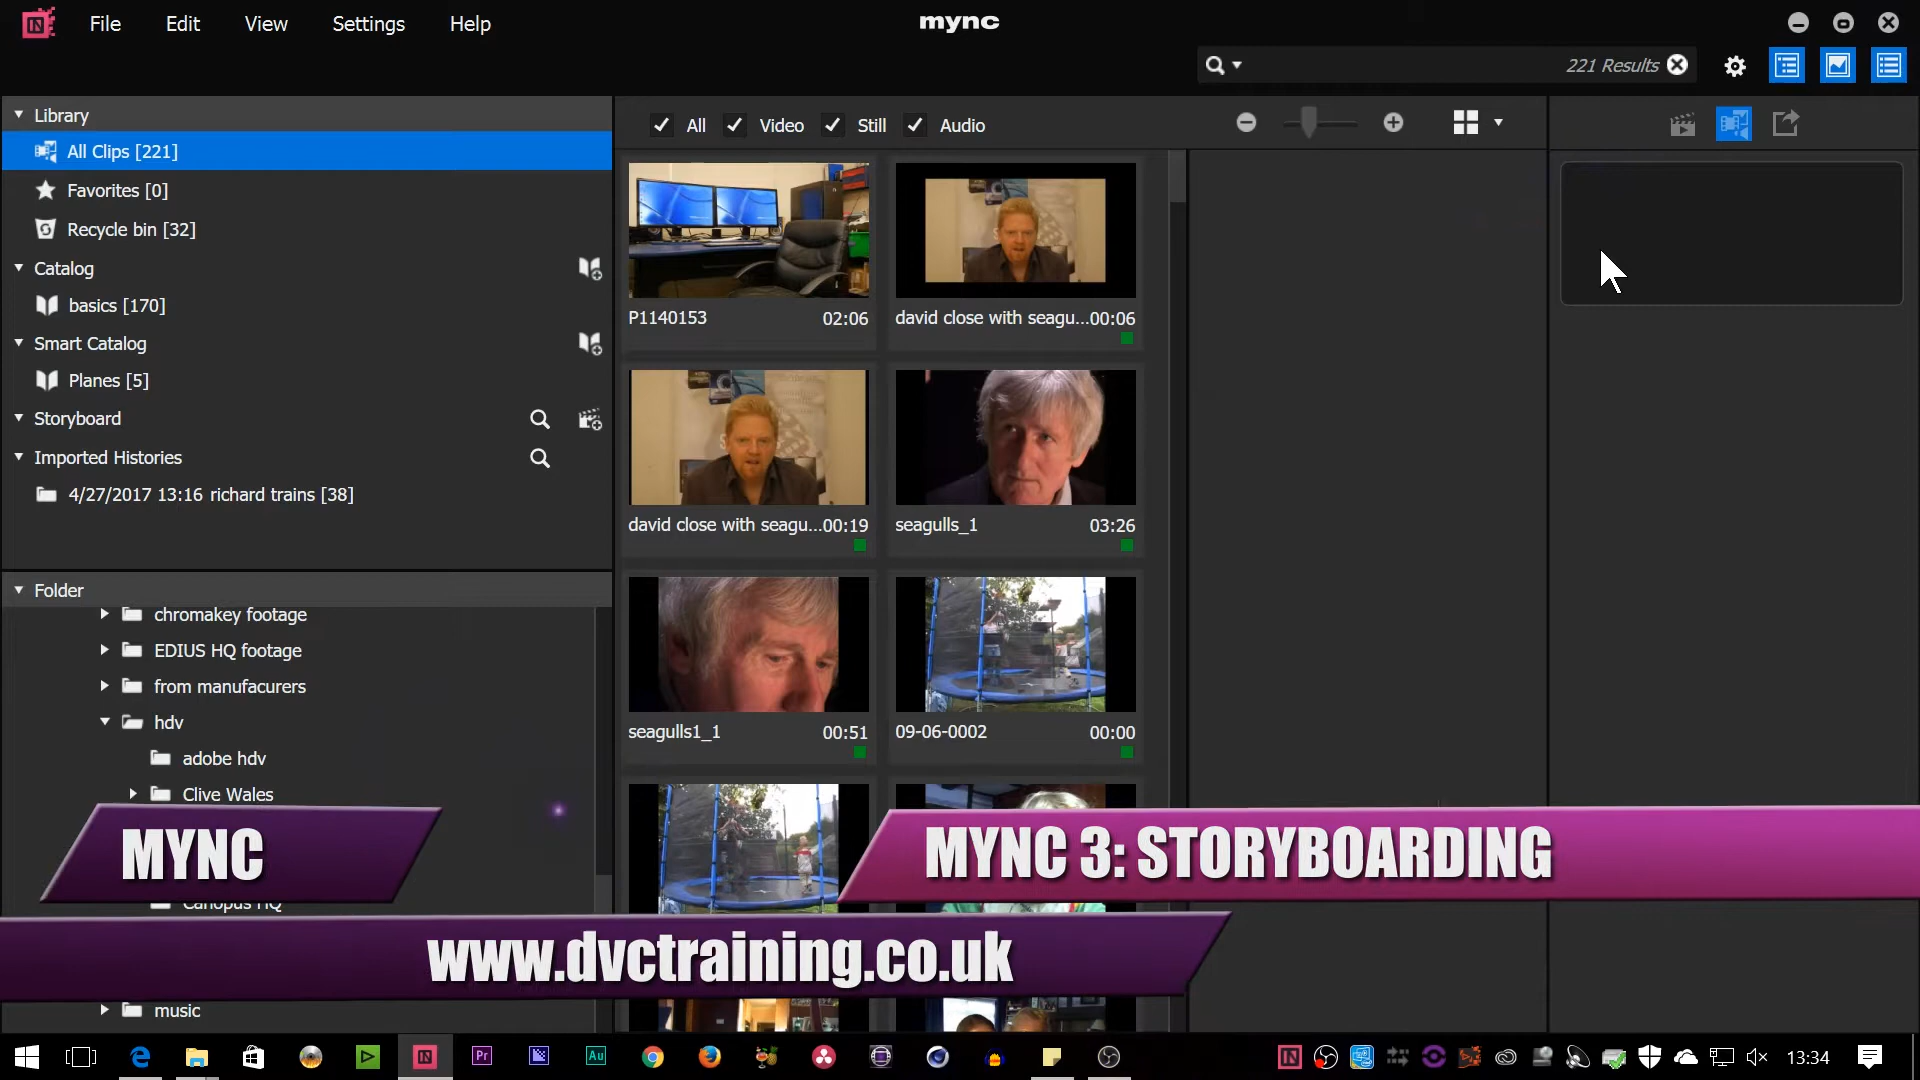 File Edit View Settings Help
mync
221 Results
Library
All Clips [221]
Favorites [0]
Recycle bin [32]
Catalog
basics [170]
Smart Catalog
Planes [5]
Storyboard
Imported Histories
4/27/2017 13:16 richard trains [38]
Folder
chromakey footage
EDIUS HQ footage
from manufacurers
hdv
adobe hdv
Clive Wales
Canopus HQ
music
All Video Still Audio
P1140153 02:06
david close with seagu...00:06
david close with seagu...00:19
seagulls_1 03:26
seagulls1_1 00:51
09-06-0002 00:00
MYNC
MYNC 3: STORYBOARDING
www.dvctraining.co.uk
Pr
Au
13:34